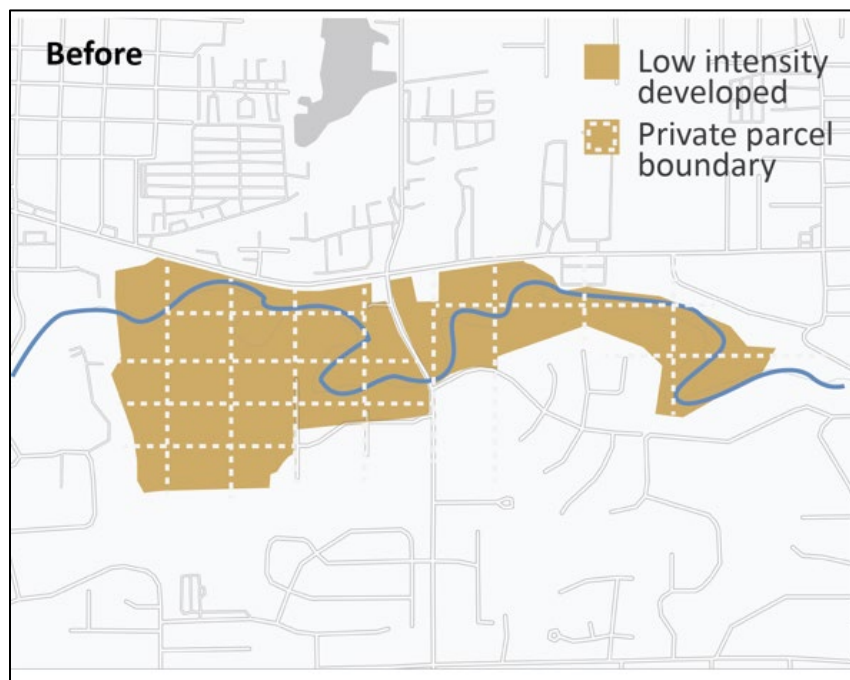 Before
Low intensity
developed
Private parcel
boundary